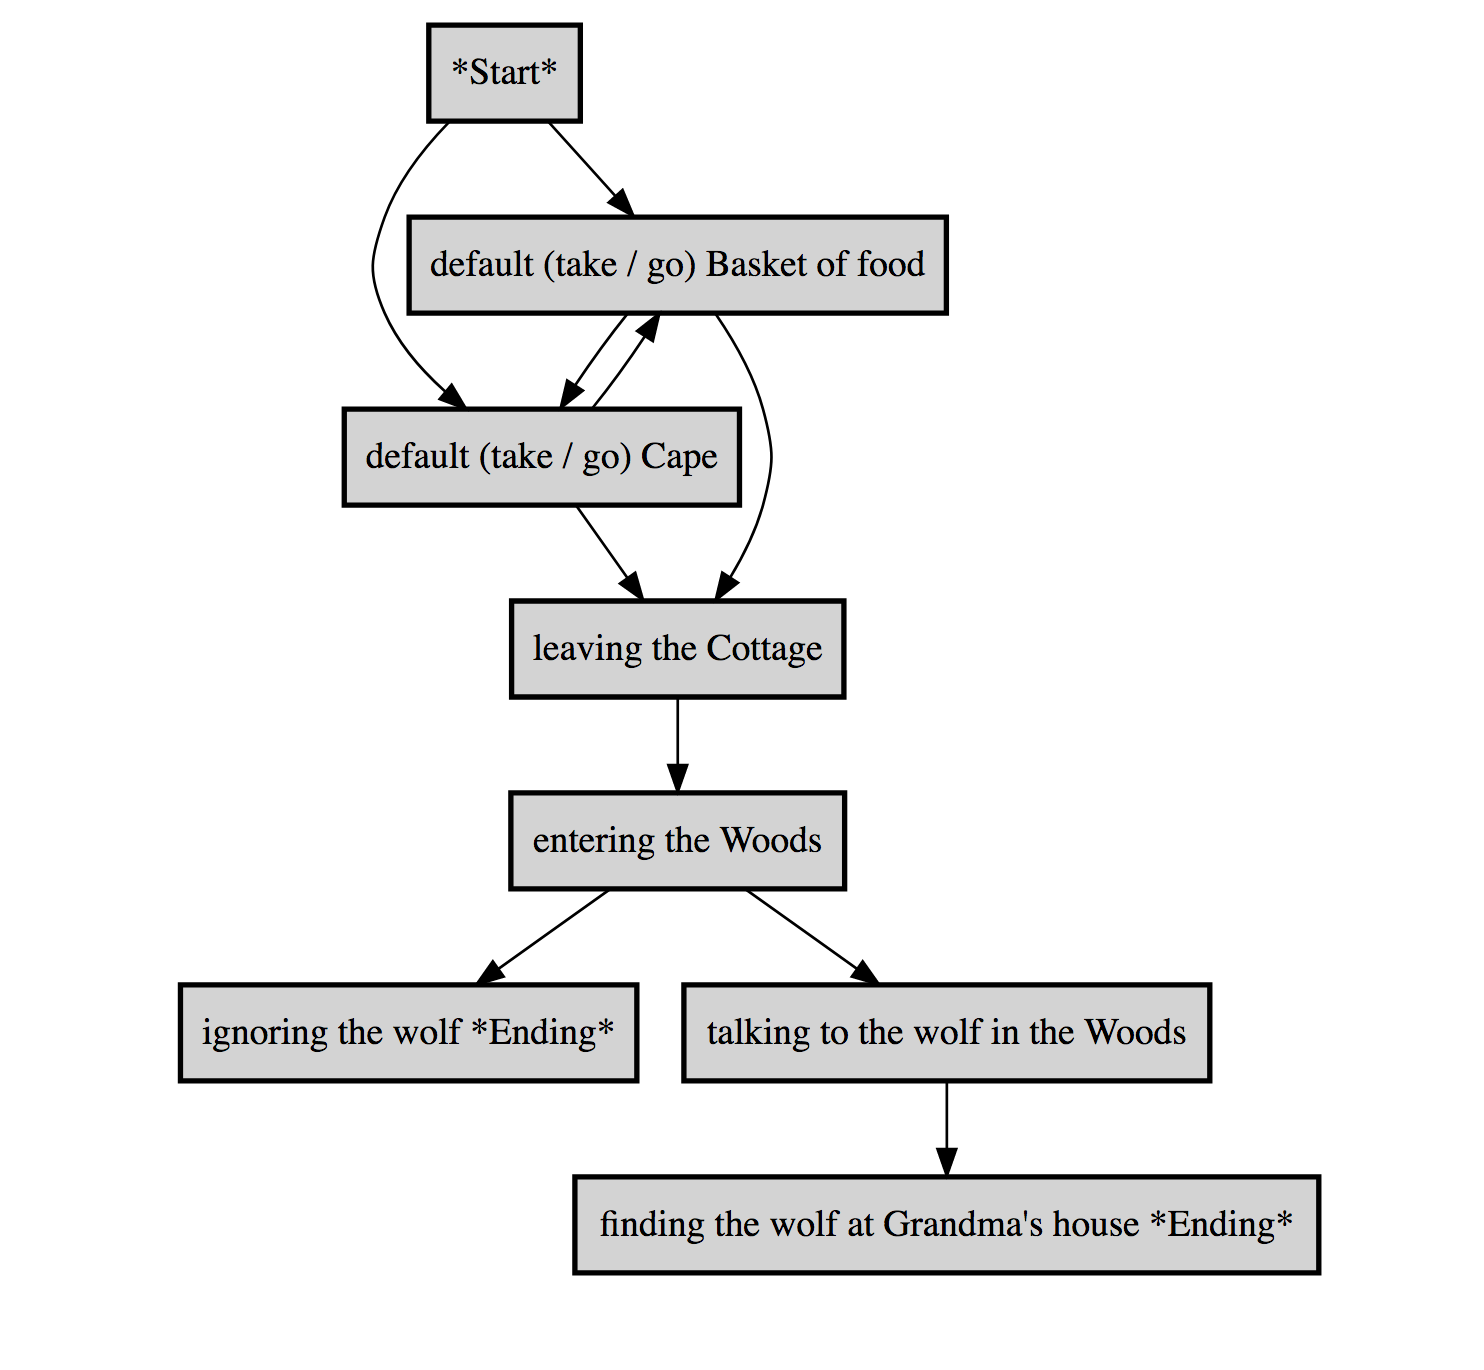 *Start*
default (take / go) Basket of food
default (take / go) Cape
leaving the Cottage
entering the Woods
ignoring the wolf *Ending*
talking to the wolf in the Woods
finding the wolf at Grandma's house *Ending*